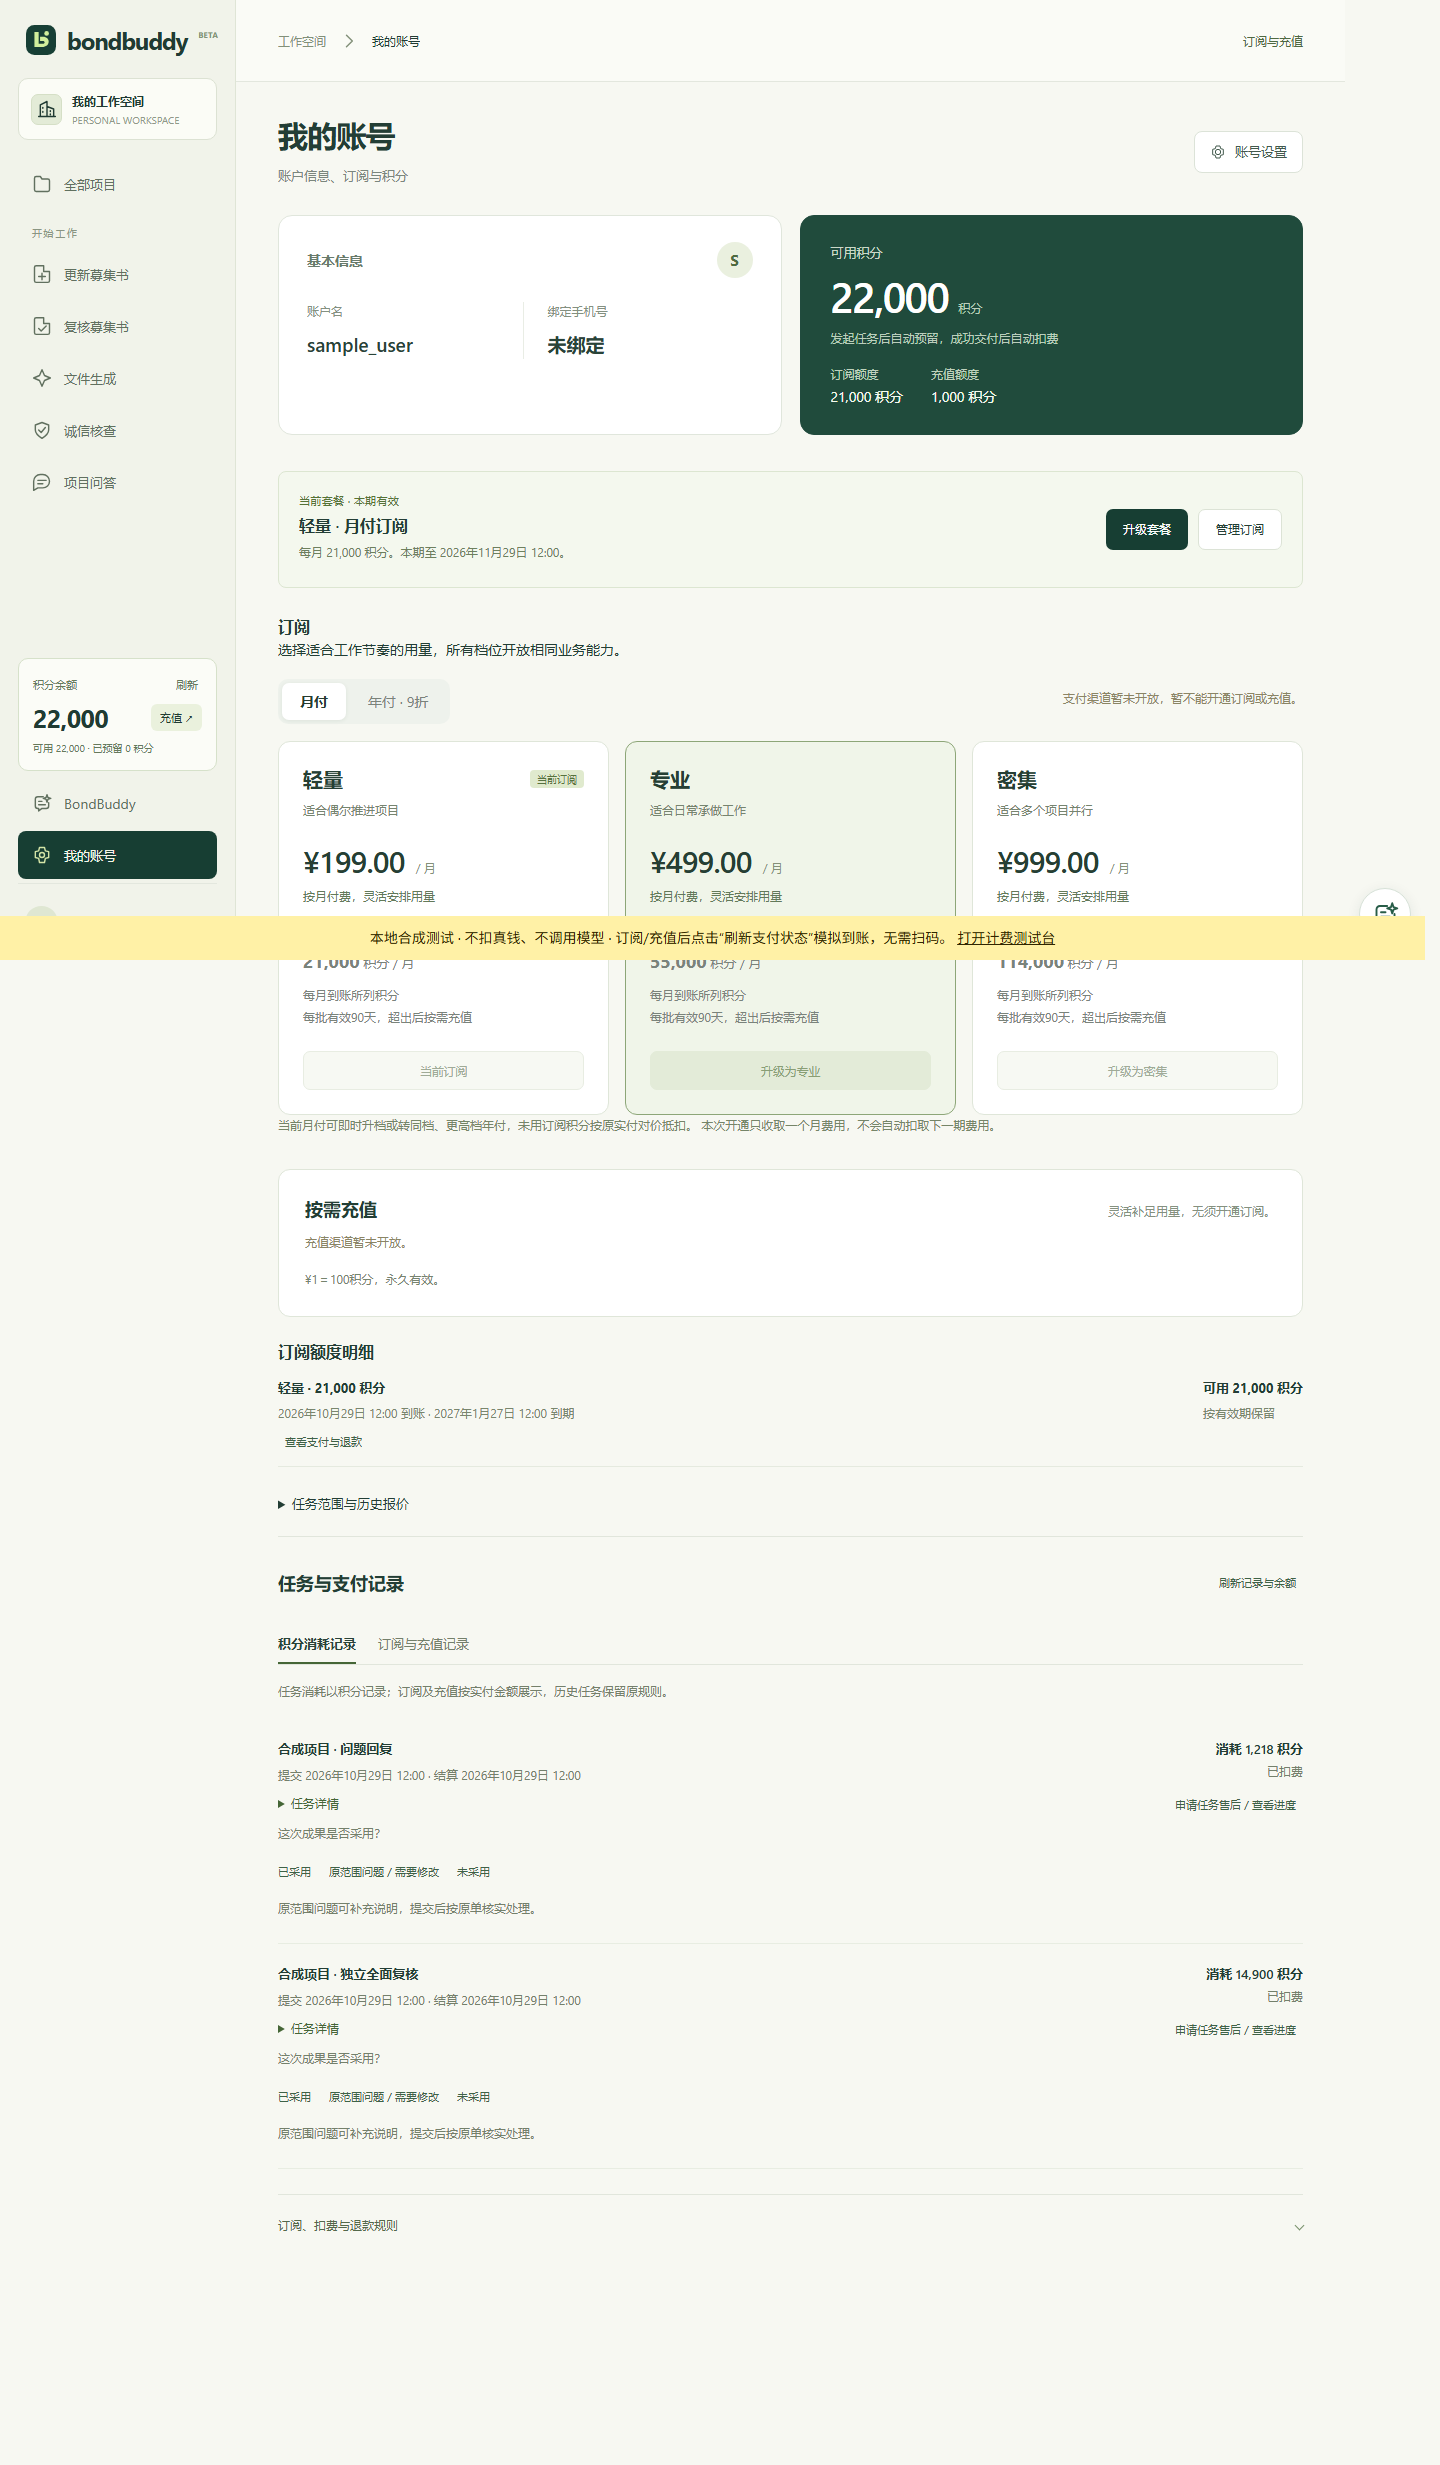 bondbuddy BETA
我的工作空间
PERSONAL WORKSPACE
全部项目
开始工作
更新募集书
复核募集书
文件生成
诚信核查
项目问答
积分余额 刷新
22,000 充值 ↗
可用 22,000 · 已预留 0 积分
BondBuddy
我的账号
工作空间 我的账号 订阅与充值
我的账号
账户信息、订阅与积分
账号设置
基本信息 S
账户名 绑定手机号
sample_user 未绑定
可用积分
22,000 积分
发起任务后自动预留，成功交付后自动扣费
订阅额度 充值额度
21,000 积分 1,000 积分
当前套餐 · 本期有效
轻量 · 月付订阅
每月 21,000 积分。本期至 2026年11月29日 12:00。
升级套餐 管理订阅
订阅
选择适合工作节奏的用量，所有档位开放相同业务能力。
月付 年付 · 9折 支付渠道暂未开放，暂不能开通订阅或充值。
轻量 当前订阅
适合偶尔推进项目
¥199.00 / 月
按月付费，灵活安排用量
21,000 积分 / 月
每月到账所列积分
每批有效90天，超出后按需充值
当前订阅
专业
适合日常承做工作
¥499.00 / 月
按月付费，灵活安排用量
55,000 积分 / 月
每月到账所列积分
每批有效90天，超出后按需充值
升级为专业
密集
适合多个项目并行
¥999.00 / 月
按月付费，灵活安排用量
114,000 积分 / 月
每月到账所列积分
每批有效90天，超出后按需充值
升级为密集
本地合成测试 · 不扣真钱、不调用模型 · 订阅/充值后点击“刷新支付状态”模拟到账，无需扫码。 打开计费测试台
当前月付可即时升档或转同档、更高档年付，未用订阅积分按原实付对价抵扣。 本次开通只收取一个月费用，不会自动扣取下一期费用。
按需充值 灵活补足用量，无须开通订阅。
充值渠道暂未开放。
¥1 = 100积分，永久有效。
订阅额度明细
轻量 · 21,000 积分 可用 21,000 积分
2026年10月29日 12:00 到账 · 2027年1月27日 12:00 到期 按有效期保留
查看支付与退款
任务范围与历史报价
任务与支付记录 刷新记录与余额
积分消耗记录 订阅与充值记录
任务消耗以积分记录；订阅及充值按实付金额展示，历史任务保留原规则。
合成项目 · 问题回复 消耗 1,218 积分
提交 2026年10月29日 12:00 · 结算 2026年10月29日 12:00 已扣费
任务详情 申请任务售后 / 查看进度
这次成果是否采用？
已采用 原范围问题 / 需要修改 未采用
原范围问题可补充说明，提交后按原单核实处理。
合成项目 · 独立全面复核 消耗 14,900 积分
提交 2026年10月29日 12:00 · 结算 2026年10月29日 12:00 已扣费
任务详情 申请任务售后 / 查看进度
这次成果是否采用？
已采用 原范围问题 / 需要修改 未采用
原范围问题可补充说明，提交后按原单核实处理。
订阅、扣费与退款规则